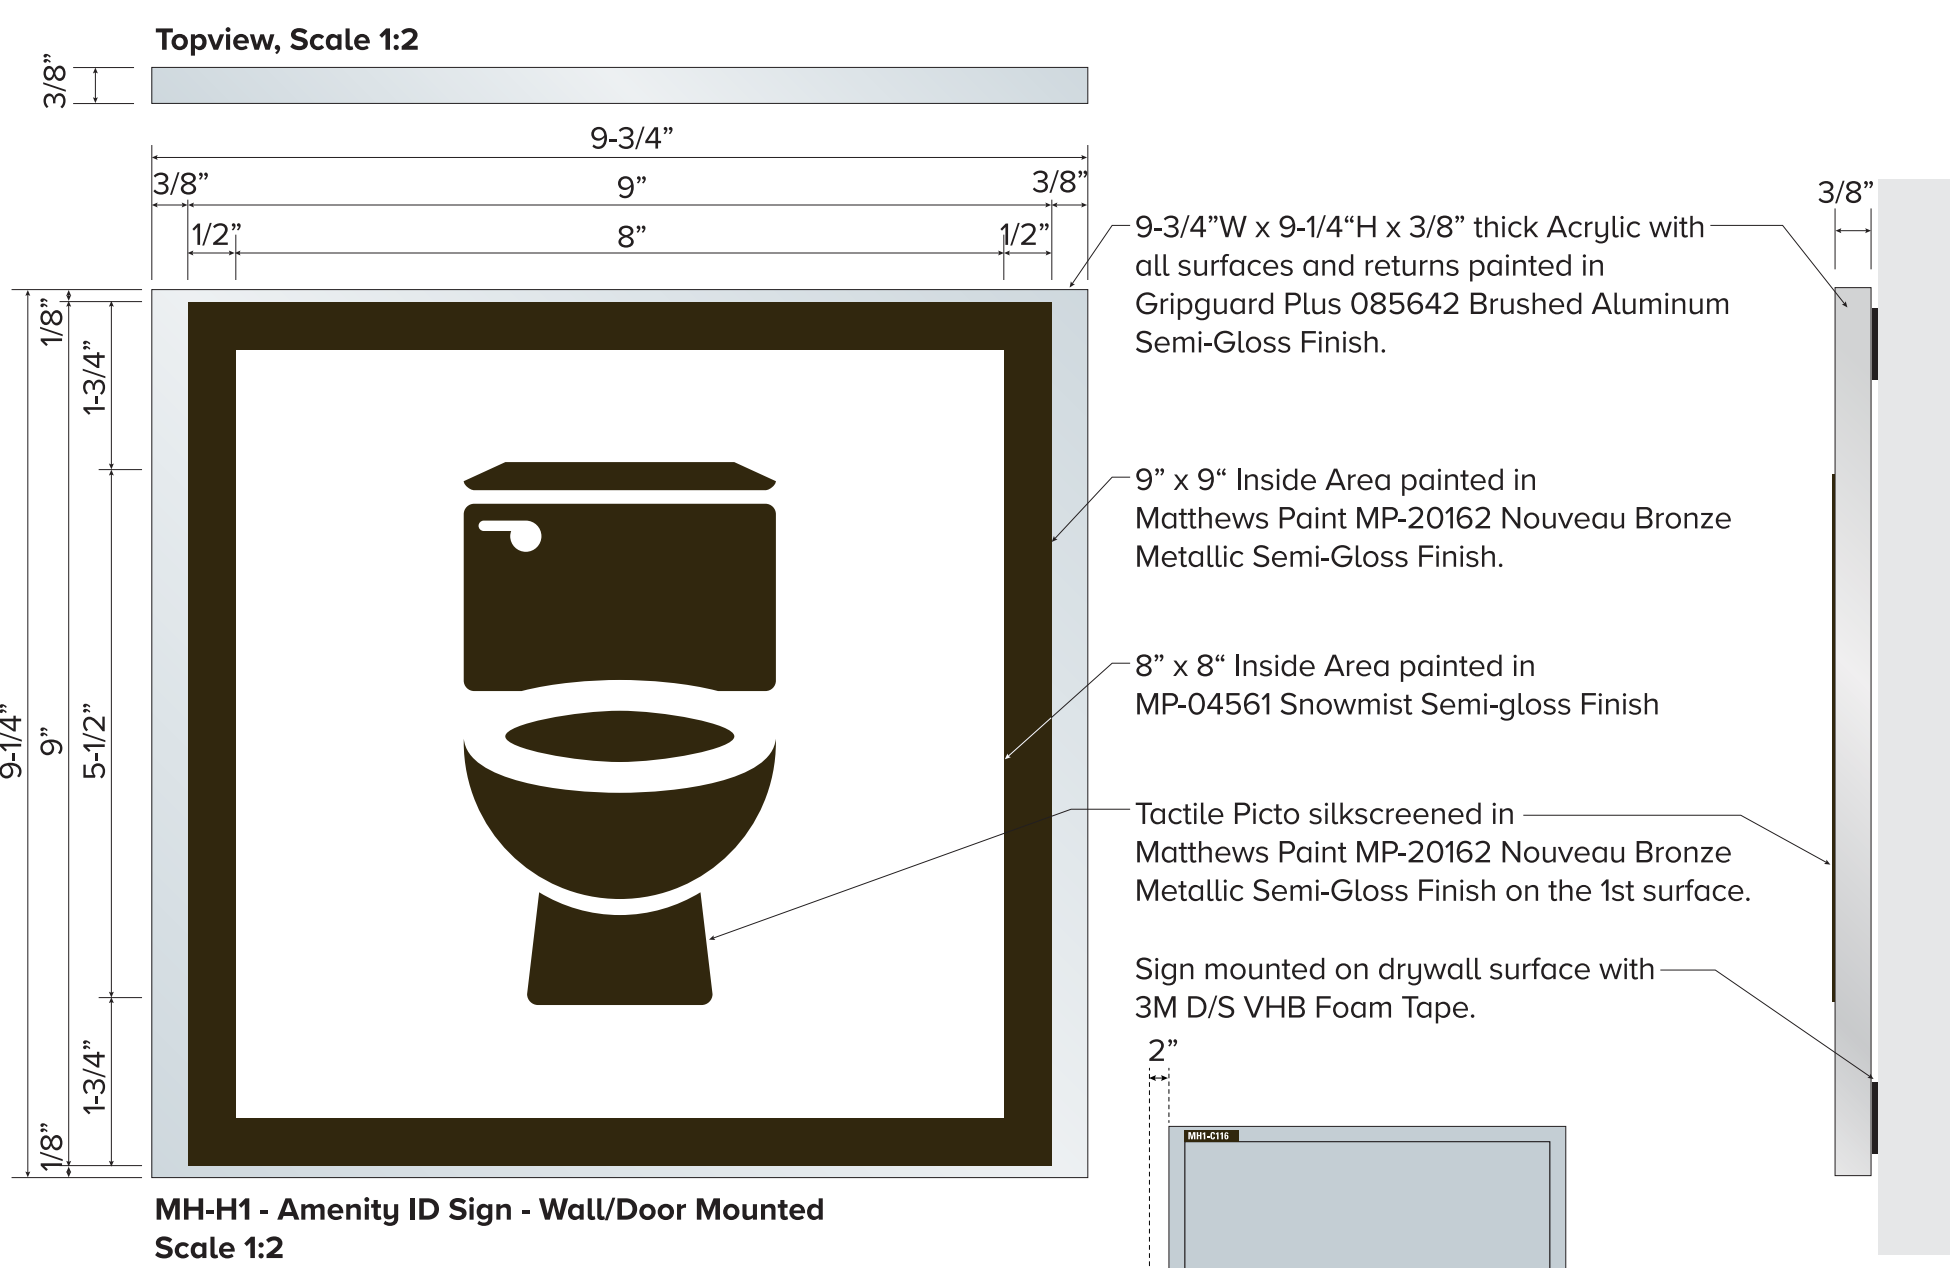 Topview, Scale 1:2
3/8”
9-3/4”
3/8”
9”
3/8”
1/2”
8”
1/2”
3/8”
1/8”
1-3/4”
9-1/4”
9”
5-1/2”
1-3/4”
1/8”
9-3/4”W x 9-1/4“H x 3/8” thick Acrylic with
all surfaces and returns painted in
Gripguard Plus 085642 Brushed Aluminum
Semi-Gloss Finish.
9” x 9“ Inside Area painted in
Matthews Paint MP-20162 Nouveau Bronze
Metallic Semi-Gloss Finish.
8” x 8“ Inside Area painted in
MP-04561 Snowmist Semi-gloss Finish
Tactile Picto silkscreened in
Matthews Paint MP-20162 Nouveau Bronze
Metallic Semi-Gloss Finish on the 1st surface.
Sign mounted on drywall surface with
3M D/S VHB Foam Tape.
2”
MH1-C116
MH-H1 - Amenity ID Sign - Wall/Door Mounted
Scale 1:2